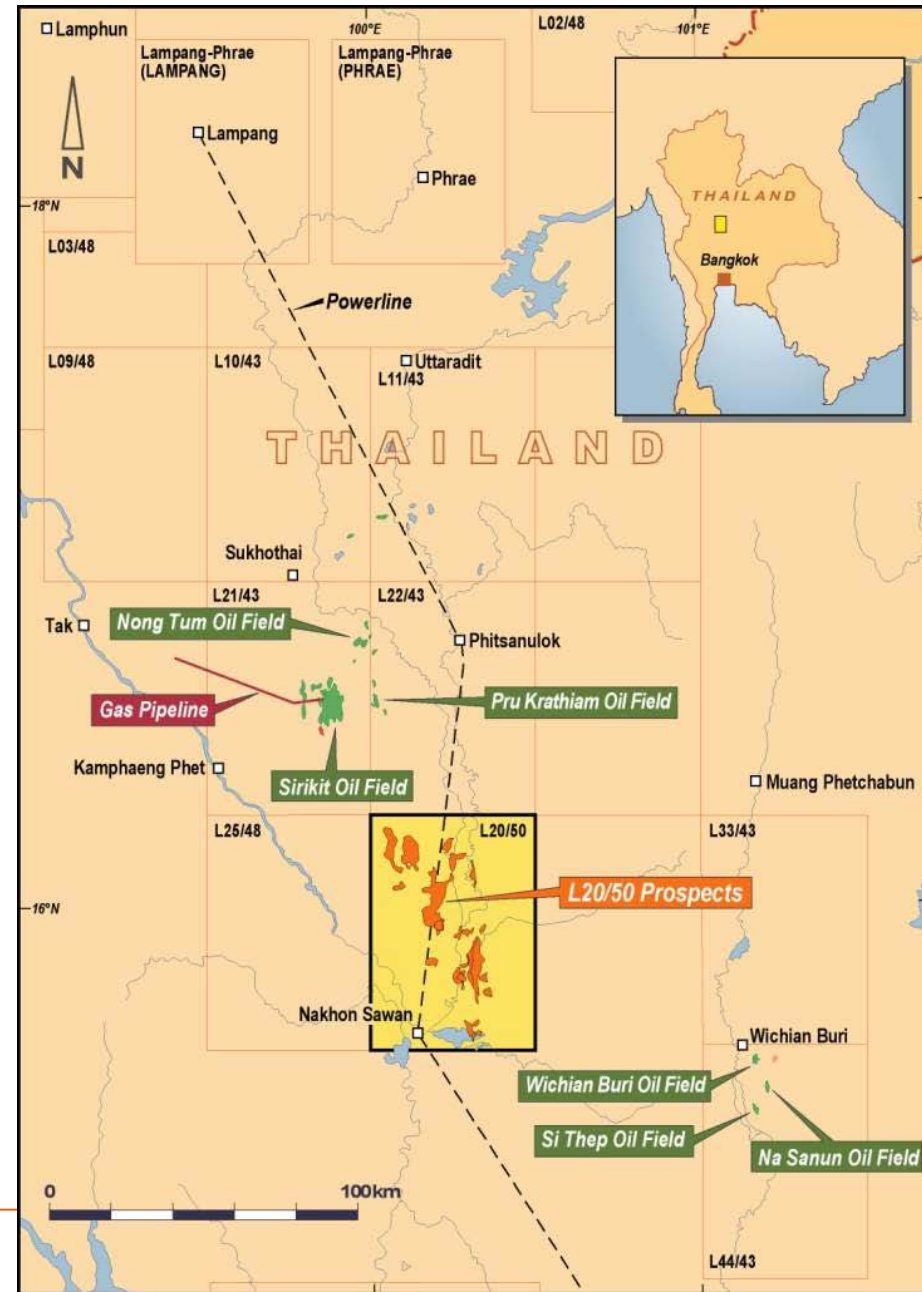 Lamphun
100°E
L02/48
101°E
Lampang-Phrae
(LAMPANG)
Lampang-Phrae
(PHRAE)
N
Lampang
Phrae
THAILAND
Bangkok
18°N
L03/48
Powerline
L09/48
L10/43
Uttaradit
L11/43
THAILAND
Sukhothai
L21/43
L22/43
Nong Tum Oil Field
Tak
Phitsanulok
Gas Pipeline
Pru Krathiam Oil Field
Kamphaeng Phet
Sirikit Oil Field
Muang Phetchabun
L25/48
L20/50
L33/43
L20/50 Prospects
16°N
Nakhon Sawan
Wichian Buri
Wichian Buri Oil Field
Si Thep Oil Field
Na Sanun Oil Field
0
100km
L44/43